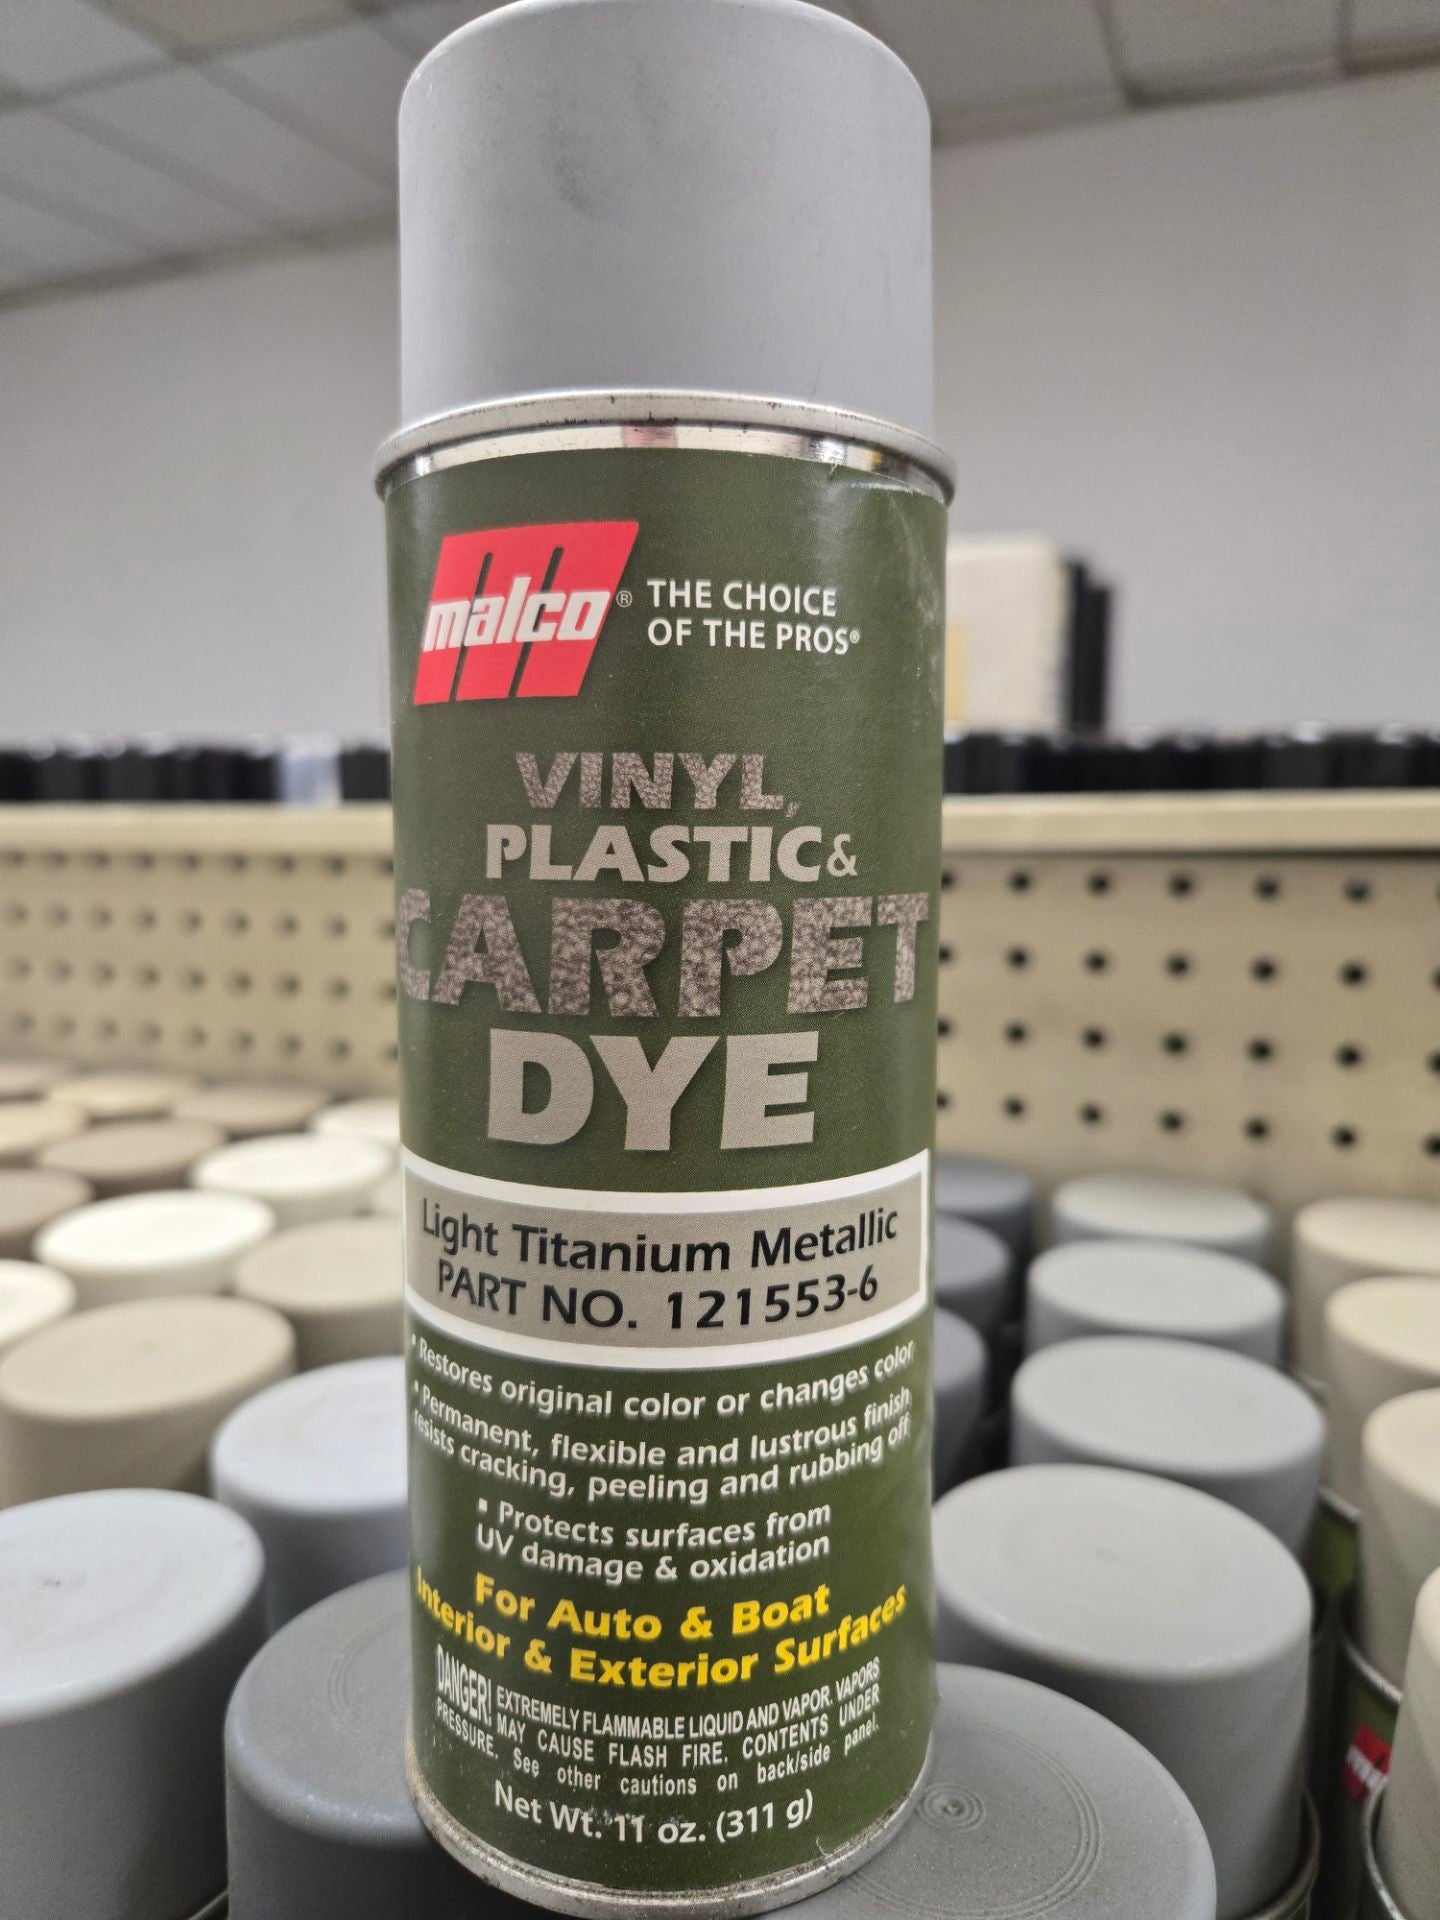 malco® THE CHOICE
OF THE PROS®
VINYL,
PLASTIC &
CARPET
DYE
Light Titanium Metallic
PART NO. 121553-6
▪ Restores original color or changes color
▪ Permanent, flexible and lustrous finish
resists cracking, peeling and rubbing off
▪ Protects surfaces from
UV damage & oxidation
For Auto & Boat
Interior & Exterior Surfaces
DANGER! EXTREMELY FLAMMABLE LIQUID AND VAPOR. VAPORS
MAY CAUSE FLASH FIRE. CONTENTS UNDER
PRESSURE. See other cautions on back/side panel.
Net Wt. 11 oz. (311 g)